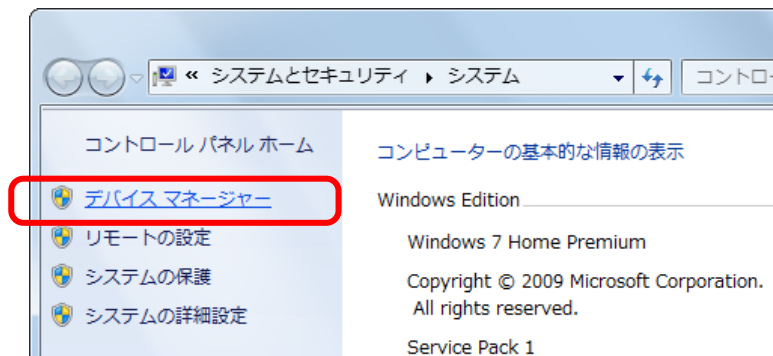 « システムとセキュリティ ▸ システム
コントロ
コントロール パネル ホーム
デバイス マネージャー
リモートの設定
システムの保護
システムの詳細設定
コンピューターの基本的な情報の表示
Windows Edition
Windows 7 Home Premium
Copyright © 2009 Microsoft Corporation.
All rights reserved.
Service Pack 1